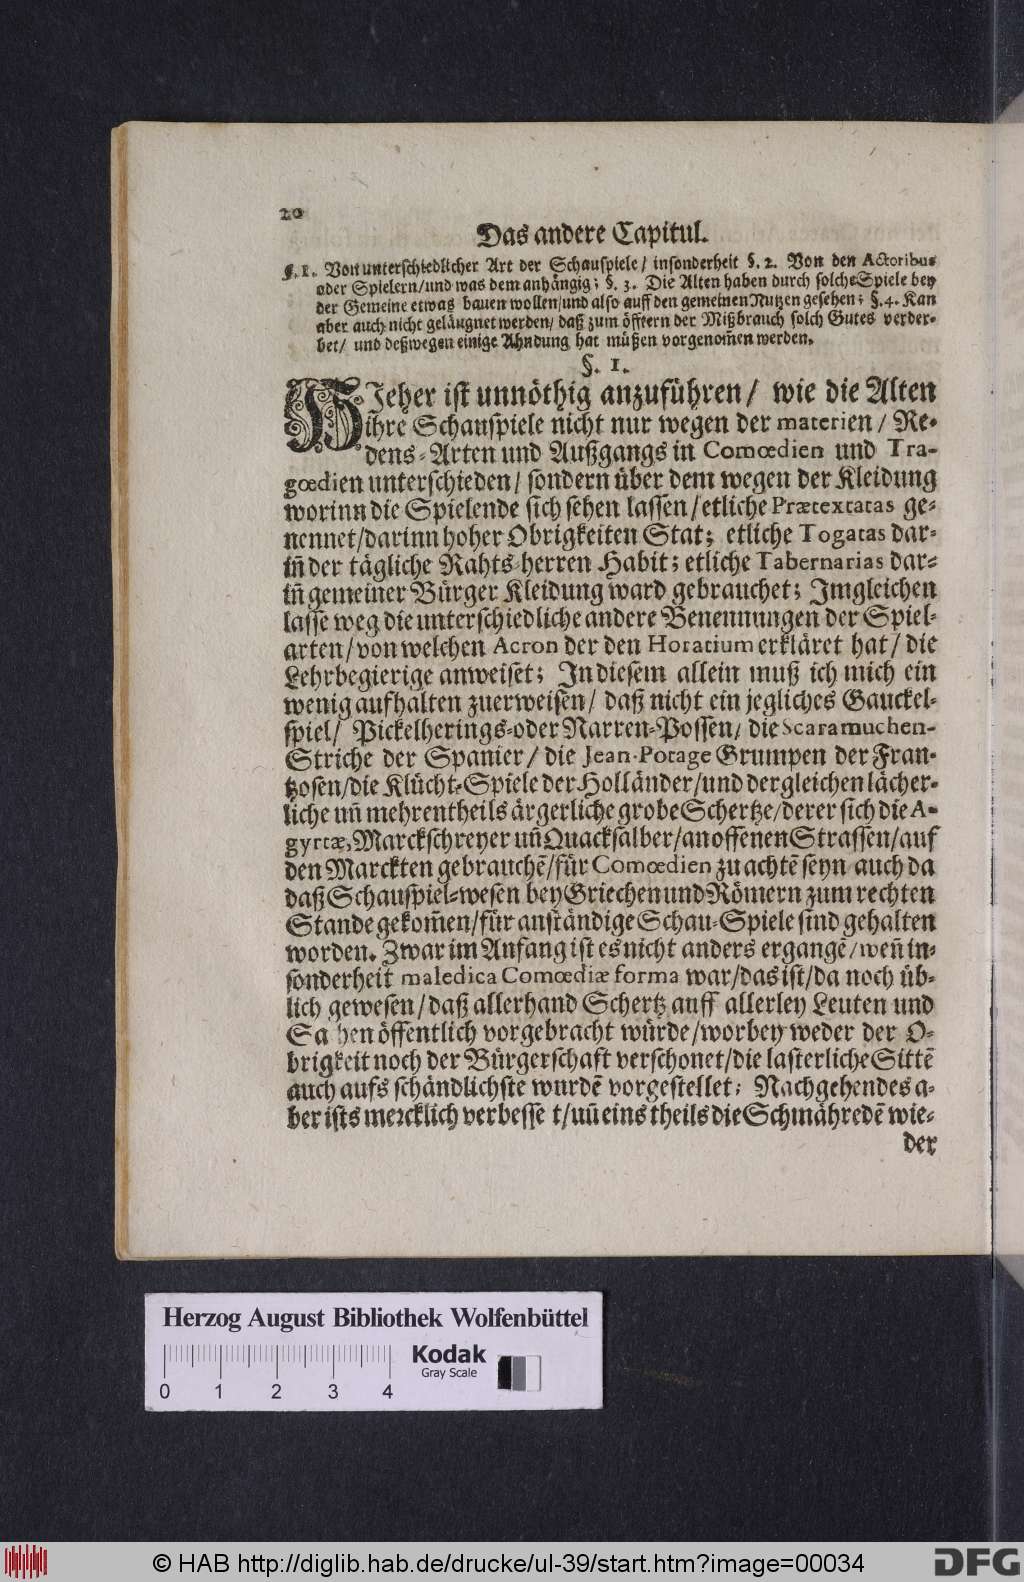 20
Das andere Capitul.
§. 1. Von unterschiedlicher Art der Schauspiele / insonderheit §. 2. Von den Actoribus
oder Spielern / und was dem anhängig; §. 3. Die Alten haben durch solche Spiele bey
der Gemeine etwas bauen wollen / und also auff den gemeinen Nutzen gesehen; §. 4. Kan
aber auch nicht geläugnet werden / daß zum öfftern der Mißbrauch solch Gutes verder-
bet / und deßwegen einige Ahndung hat müßen vorgenom̃en werden.
§. 1.
HIeher ist unnöthig anzuführen / wie die Alten
ihre Schauspiele nicht nur wegen der materien / Re-
dens-Arten und Außgangs in Comœdien und Tra-
gœdien unterschieden / sondern über dem wegen der Kleidung
worinn die Spielende sich sehen lassen / etliche Prætextatas ge-
nennet / darinn hoher Obrigkeiten Stat; etliche Togatas dar-
iñ der tägliche Rahts-herren Habit; etliche Tabernarias dar-
iñ gemeiner Bürger Kleidung ward gebrauchet; Imgleichen
lasse weg die unterschiedliche andere Benennungen der Spiel-
arten / von welchen Acron der den Horatium erkläret hat / die
Lehrbegierige anweiset; In diesem allein muß ich mich ein
wenig aufhalten zuerweisen / daß nicht ein jegliches Gauckel-
spiel / Pickelherings-oder Narren-Possen / die Scaramuchen-
Striche der Spanier / die Jean-Potage Grumpen der Fran-
tzosen / die Klücht-Spiele der Holländer / und dergleichen lächer-
liche uñ mehrentheils ärgerliche grobe Schertze / derer sich die A-
gyrtæ, Marckschreyer uñ Quacksalber / an offenen Strassen / auf
den Marckten gebrauchẽ / für Comœdien zu achtẽ seyn auch da
daß Schauspiel-wesen bey Griechen und Römern zum rechten
Stande gekom̃en / für anständige Schau-Spiele sind gehalten
worden. Zwar im Anfang ist es nicht anders ergangẽ / weñ in-
sonderheit maledica Comœdiæ forma war / das ist / da noch üb-
lich gewesen / daß allerhand Schertz auff allerley Leuten und
Sa hen öffentlich vorgebracht würde / worbey weder der O-
brigkeit noch der Bürgerschaft verschonet / die lasterliche Sittẽ
auch aufs schändlichste wurdẽ vorgestellet; Nachgehendes a-
ber ists mercklich verbesse t / uñ eins theils die Schmähredẽ wie-
der
Herzog August Bibliothek Wolfenbüttel
Kodak
Gray Scale
0 1 2 3 4
© HAB http://diglib.hab.de/drucke/ul-39/start.htm?image=00034
DFG